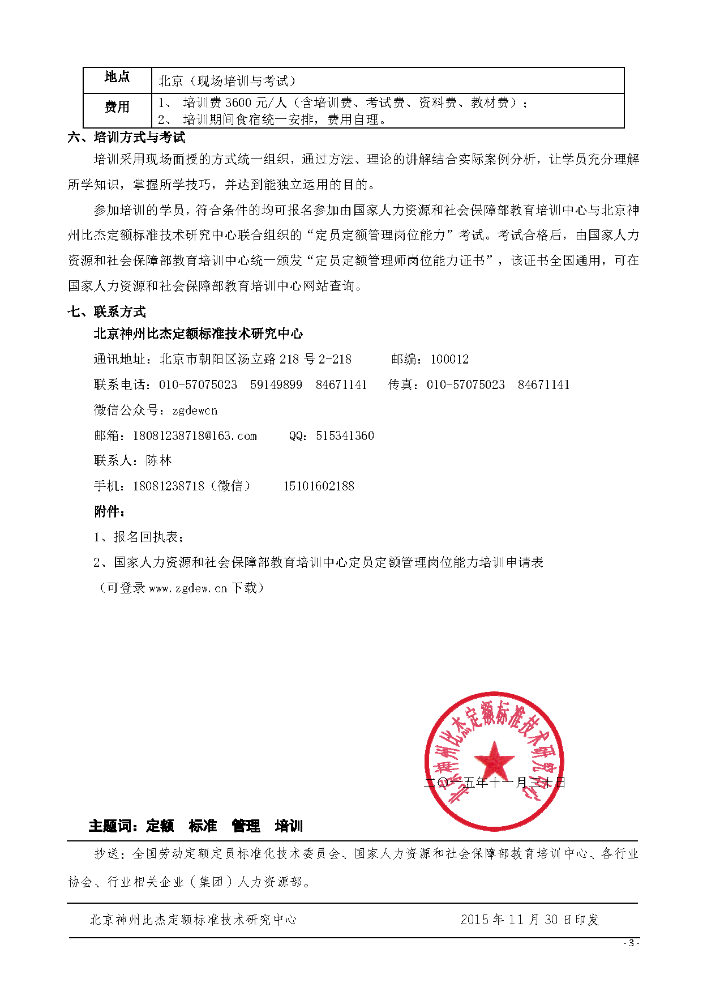 地点 北京（现场培训与考试）
费用 1、 培训费 3600 元/人（含培训费、考试费、资料费、教材费）；
2、 培训期间食宿统一安排，费用自理。
六、培训方式与考试
培训采用现场面授的方式统一组织，通过方法、理论的讲解结合实际案例分析，让学员充分理解
所学知识，掌握所学技巧，并达到能独立运用的目的。
参加培训的学员，符合条件的均可报名参加由国家人力资源和社会保障部教育培训中心与北京神
州比杰定额标准技术研究中心联合组织的“定员定额管理岗位能力”考试。考试合格后，由国家人力
资源和社会保障部教育培训中心统一颁发“定员定额管理师岗位能力证书”，该证书全国通用，可在
国家人力资源和社会保障部教育培训中心网站查询。
七、联系方式
北京神州比杰定额标准技术研究中心
通讯地址：北京市朝阳区汤立路 218 号 2-218 邮编：100012
联系电话：010-57075023 59149899 84671141 传真：010-57075023 84671141
微信公众号：zgdewcn
邮箱：18081238718@163.com QQ：515341360
联系人：陈林
手机：18081238718（微信） 15101602188
附件：
1、报名回执表；
2、国家人力资源和社会保障部教育培训中心定员定额管理岗位能力培训申请表
（可登录 www.zgdew.cn 下载）
北京神州比杰定额标准技术研究中心
二〇一五年十一月三十日
主题词：定额 标准 管理 培训
抄送：全国劳动定额定员标准化技术委员会、国家人力资源和社会保障部教育培训中心、各行业
协会、行业相关企业（集团）人力资源部。
北京神州比杰定额标准技术研究中心 2015 年 11 月 30 日印发
- 3 -